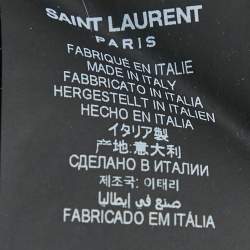 SAINT LAURENT
PARIS
FABRIQUÉ EN ITALIE
MADE IN ITALY
FABBRICATO IN ITALIA
HERGESTELLT IN ITALIEN
HECHO EN ITALIA
イタリア製
产地:意大利
СДЕЛАНО В ИТАЛИИ
제조국: 이태리
صنع في إيطاليا
FABRICADO EM ITÁLIA